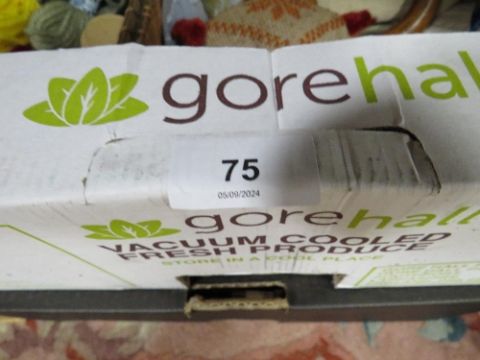 gorehall
75
05/09/2024
gorehall
VACUUM COOLED
FRESH PRODUCE
STORE IN A COOL PLACE